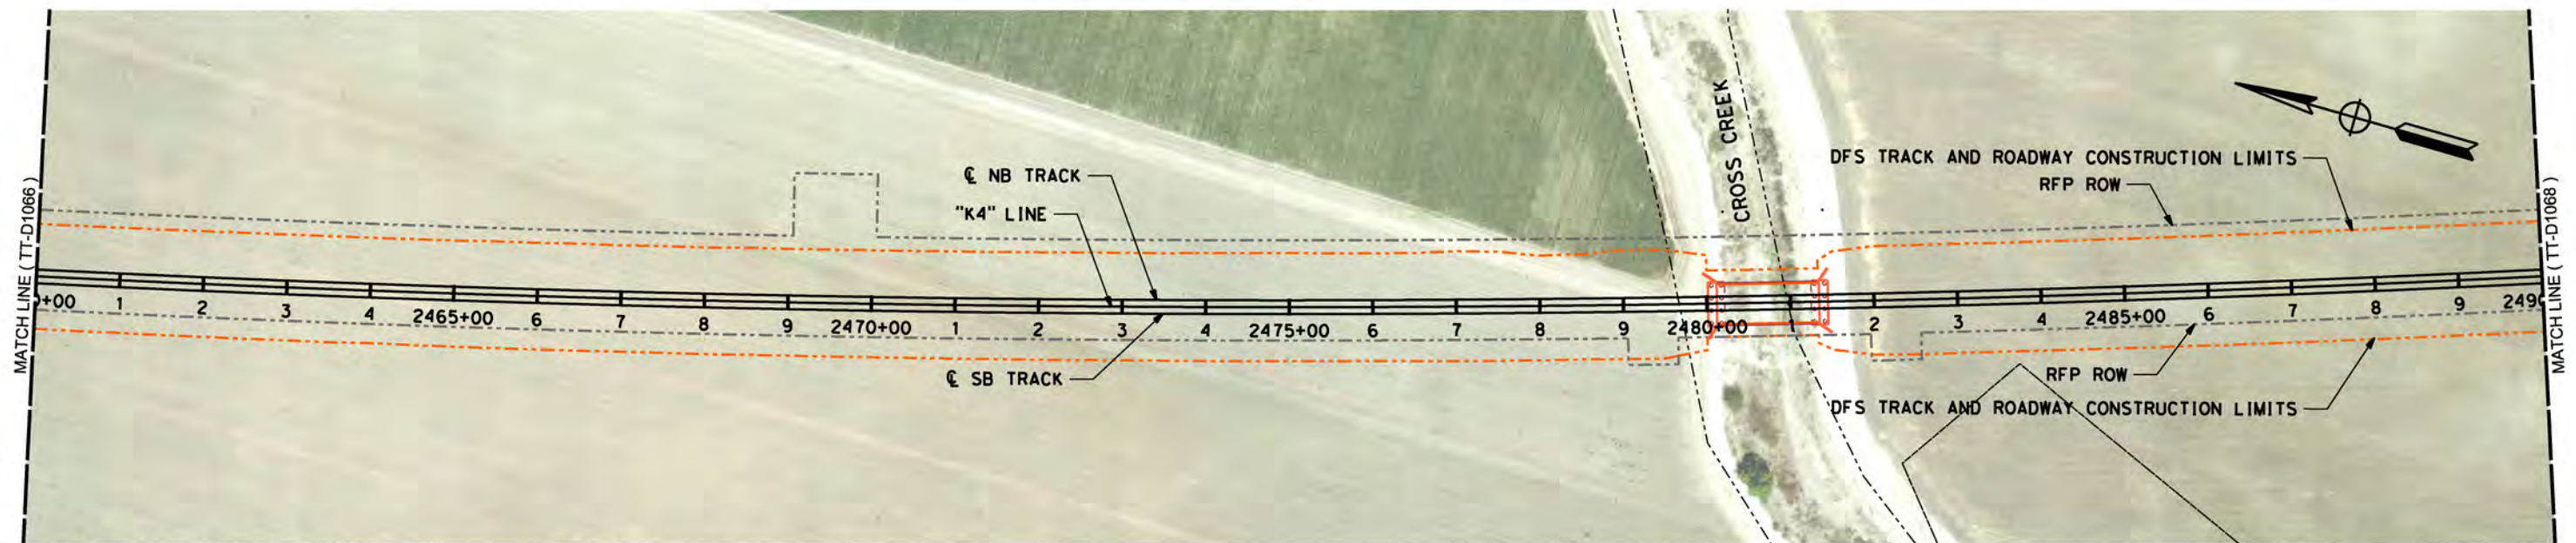 MATCH LINE ( TT-D1066 )
CROSS CREEK
DFS TRACK AND ROADWAY CONSTRUCTION LIMITS
RFP ROW
℄ NB TRACK
"K4" LINE
0+00 1 2 3 4 2465+00 6 7 8 9 2470+00 1 2 3 4 2475+00 6 7 8 9 2480+00 1 2 3 4 2485+00 6 7 8 9 2490
℄ SB TRACK
RFP ROW
DFS TRACK AND ROADWAY CONSTRUCTION LIMITS
MATCH LINE ( TT-D1068 )